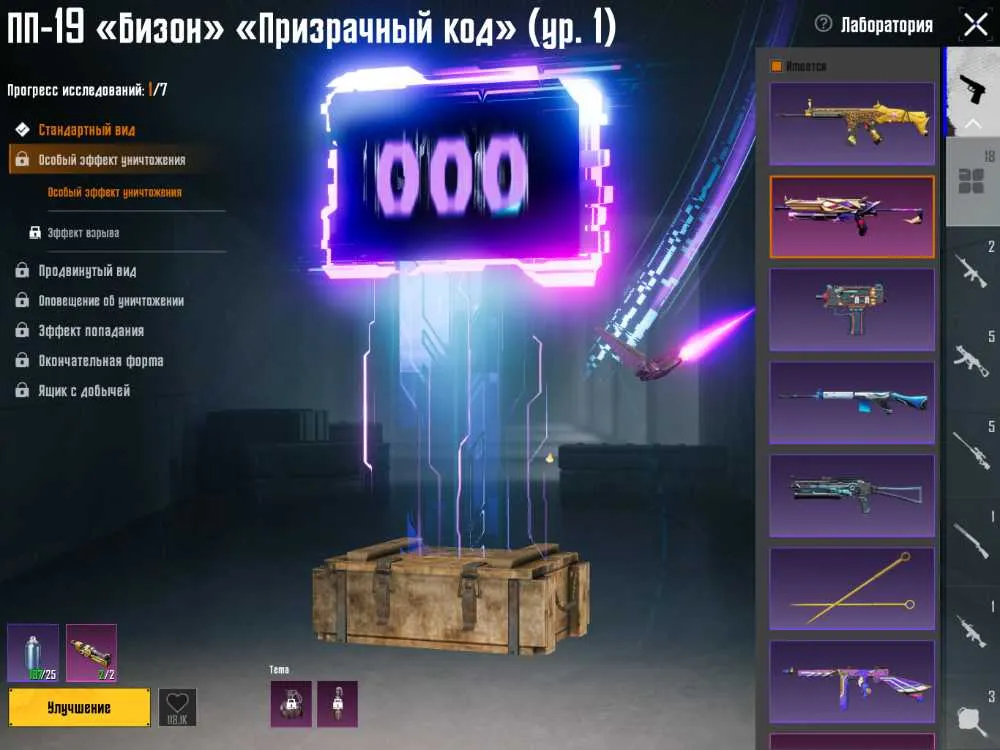 ПП-19 «Бизон» «Призрачный код» (ур. 1)
Лаборатория
Прогресс исследований: 1/7
Имеется
Стандартный вид
Особый эффект уничтожения
Особый эффект уничтожения
Эффект взрыва
Продвинутый вид
Оповещение об уничтожении
Эффект попадания
Окончательная форма
Ящик с добычей
000
18
2
5
5
1
1
3
2/2
Тема
Улучшение